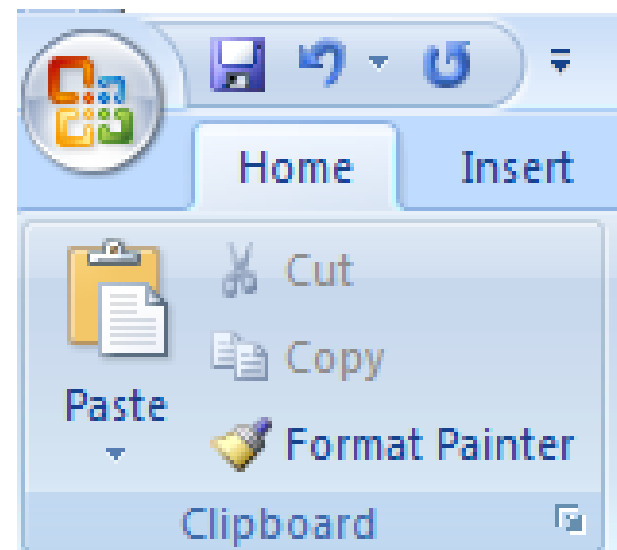 Home Insert
Cut
Copy
Paste
Format Painter
Clipboard